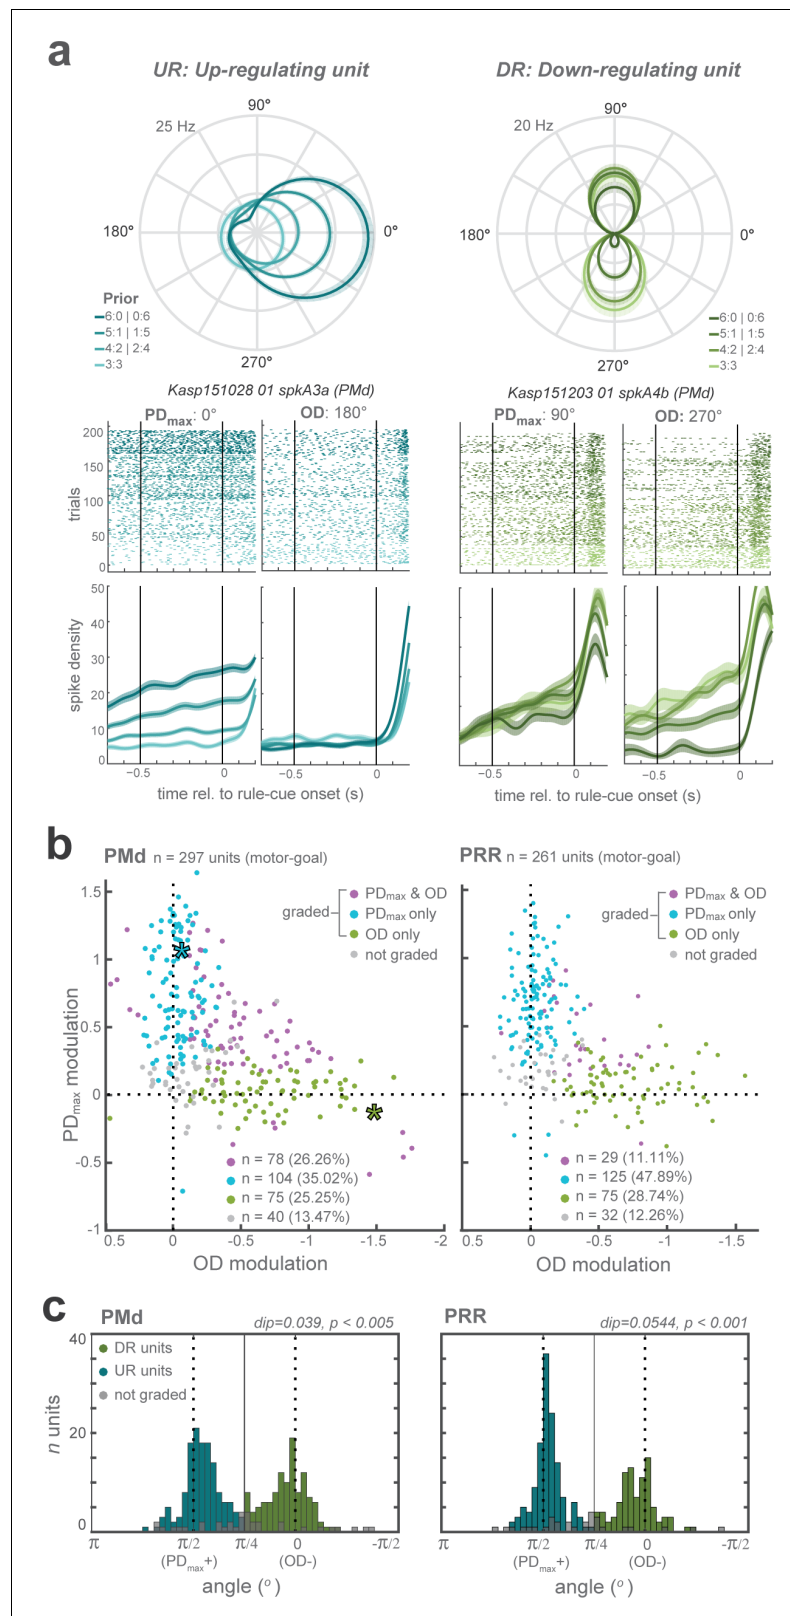 a
UR: Up-regulating unit
DR: Down-regulating unit
90°
25 Hz
180°
0°
270°
Prior
6:0 | 0:6
5:1 | 1:5
4:2 | 2:4
3:3
90°
20 Hz
180°
0°
270°
6:0 | 0:6
5:1 | 1:5
4:2 | 2:4
3:3
Kasp151028 01 spkA3a (PMd)
PDmax: 0°
OD: 180°
Kasp151203 01 spkA4b (PMd)
PDmax: 90°
OD: 270°
trials
200
150
100
50
0
spike density
50
40
30
20
10
0
−0.5 0 −0.5 0
time rel. to rule-cue onset (s)
−0.5 0 −0.5 0
time rel. to rule-cue onset (s)
b
PMd n = 297 units (motor-goal)
graded
PDmax & OD
PDmax only
OD only
not graded
PDmax modulation
1.5
1
0.5
0
-0.5
-1
n = 78 (26.26%)
n = 104 (35.02%)
n = 75 (25.25%)
n = 40 (13.47%)
0.5 0 -0.5 -1 -1.5 -2
OD modulation
PRR n = 261 units (motor-goal)
graded
PDmax & OD
PDmax only
OD only
not graded
n = 29 (11.11%)
n = 125 (47.89%)
n = 75 (28.74%)
n = 32 (12.26%)
0.5 0 -0.5 -1 -1.5
OD modulation
c
PMd
dip=0.039, p < 0.005
DR units
UR units
not graded
n units
40
20
0
π π/2 π/4 0 -π/2
(PDmax+) (OD-)
angle (°)
PRR
dip=0.0544, p < 0.001
π π/2 π/4 0 -π/2
(PDmax+) (OD-)
angle (°)